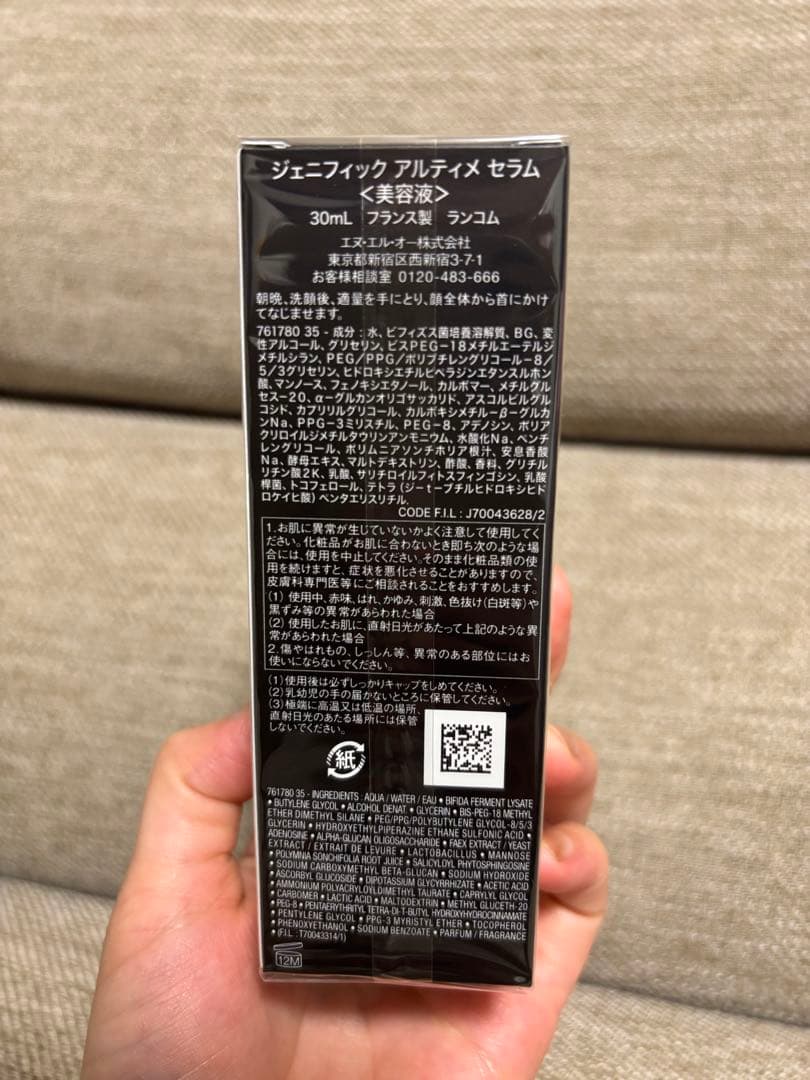 ジェニフィック アルティメ セラム
<美容液>
30mL フランス製 ランコム
エヌ・エル・オー株式会社
東京都新宿区西新宿3-7-1
お客様相談室 0120-483-666
朝晩、洗顔後、適量を手にとり、顔全体から首にかけ
てなじませます。
761780 35 - 成分：水、ビフィズス菌培養溶解質、BG、変
性アルコール、グリセリン、ビスPEG-18メチルエーテルジ
メチルシラン、PEG/PPG/ポリブチレングリコール-8/
5/3グリセリン、ヒドロキシエチルピペラジンエタンスルホン
酸、マンノース、フェノキシエタノール、カルボマー、メチルグル
セス-20、α-グルカンオリゴサッカリド、アスコルビルグル
コシド、カプリリルグリコール、カルボキシメチル-β-グルカ
ンNa、PPG-3ミリスチル、PEG-8、アデノシン、ポリア
クリロイルジメチルタウリンアンモニウム、水酸化Na、ペンチ
レングリコール、ポリムニアソンチホリア根汁、安息香酸
Na、酵母エキス、マルトデキストリン、酢酸、香料、グリチル
リチン酸2K、乳酸、サリチロイルフィトスフィンゴシン、乳酸
桿菌、トコフェロール、テトラ(ジ-t-ブチルヒドロキシヒド
ロケイヒ酸)ペンタエリスリチル
CODE F.I.L : J70043628/2
1.お肌に異常が生じていないかよく注意して使用してく
ださい。化粧品がお肌に合わないとき即ち次のような場
合には、使用を中止してください。そのまま化粧品類の使
用を続けますと、症状を悪化させることがありますので、
皮膚科専門医等にご相談されることをおすすめします。
(1) 使用中、赤味、はれ、かゆみ、刺激、色抜け(白斑等)や
黒ずみ等の異常があらわれた場合
(2) 使用したお肌に、直射日光があたって上記のような異
常があらわれた場合
2.傷やはれもの、しっしん等、異常のある部位にはお
使いにならないでください。
(1)使用後は必ずしっかりキャップをしめてください。
(2)乳幼児の手の届かないところに保管してください。
(3)極端に高温又は低温の場所、
直射日光のあたる場所には保管
しないでください。
紙
761780 35 - INGREDIENTS : AQUA / WATER / EAU • BIFIDA FERMENT LYSATE
• BUTYLENE GLYCOL • ALCOHOL DENAT • GLYCERIN • BIS-PEG-18 METHYL
ETHER DIMETHYL SILANE • PEG/PPG/POLYBUTYLENE GLYCOL-8/5/3
GLYCERIN • HYDROXYETHYLPIPERAZINE ETHANE SULFONIC ACID •
ADENOSINE • ALPHA-GLUCAN OLIGOSACCHARIDE • FAEX EXTRACT / YEAST
EXTRACT / EXTRAIT DE LEVURE • LACTOBACILLUS • MANNOSE
• POLYMNIA SONCHIFOLIA ROOT JUICE • SALICYLOYL PHYTOSPHINGOSINE
• SODIUM CARBOXYMETHYL BETA-GLUCAN • SODIUM HYDROXIDE
ASCORBYL GLUCOSIDE • DIPOTASSIUM GLYCYRRHIZATE • ACETIC ACID
• AMMONIUM POLYACRYLOYLDIMETHYL TAURATE • CAPRYLYL GLYCOL
• CARBOMER • LACTIC ACID • MALTODEXTRIN • METHYL GLUCETH-20
PEG-8 • PENTAERYTHRITYL TETRA-DI-T-BUTYL HYDROXYHYDROCINNAMATE
• PENTYLENE GLYCOL • PPG-3 MYRISTYL ETHER • TOCOPHEROL
• PHENOXYETHANOL • SODIUM BENZOATE • PARFUM / FRAGRANCE
(F.I.L : T70043314/1)
12M